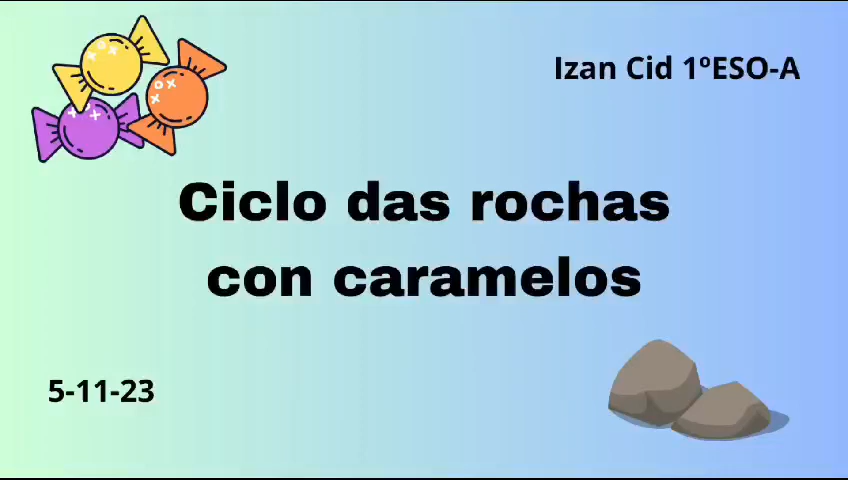 Izan Cid 1ºESO-A
Ciclo das rochas
con caramelos
5-11-23